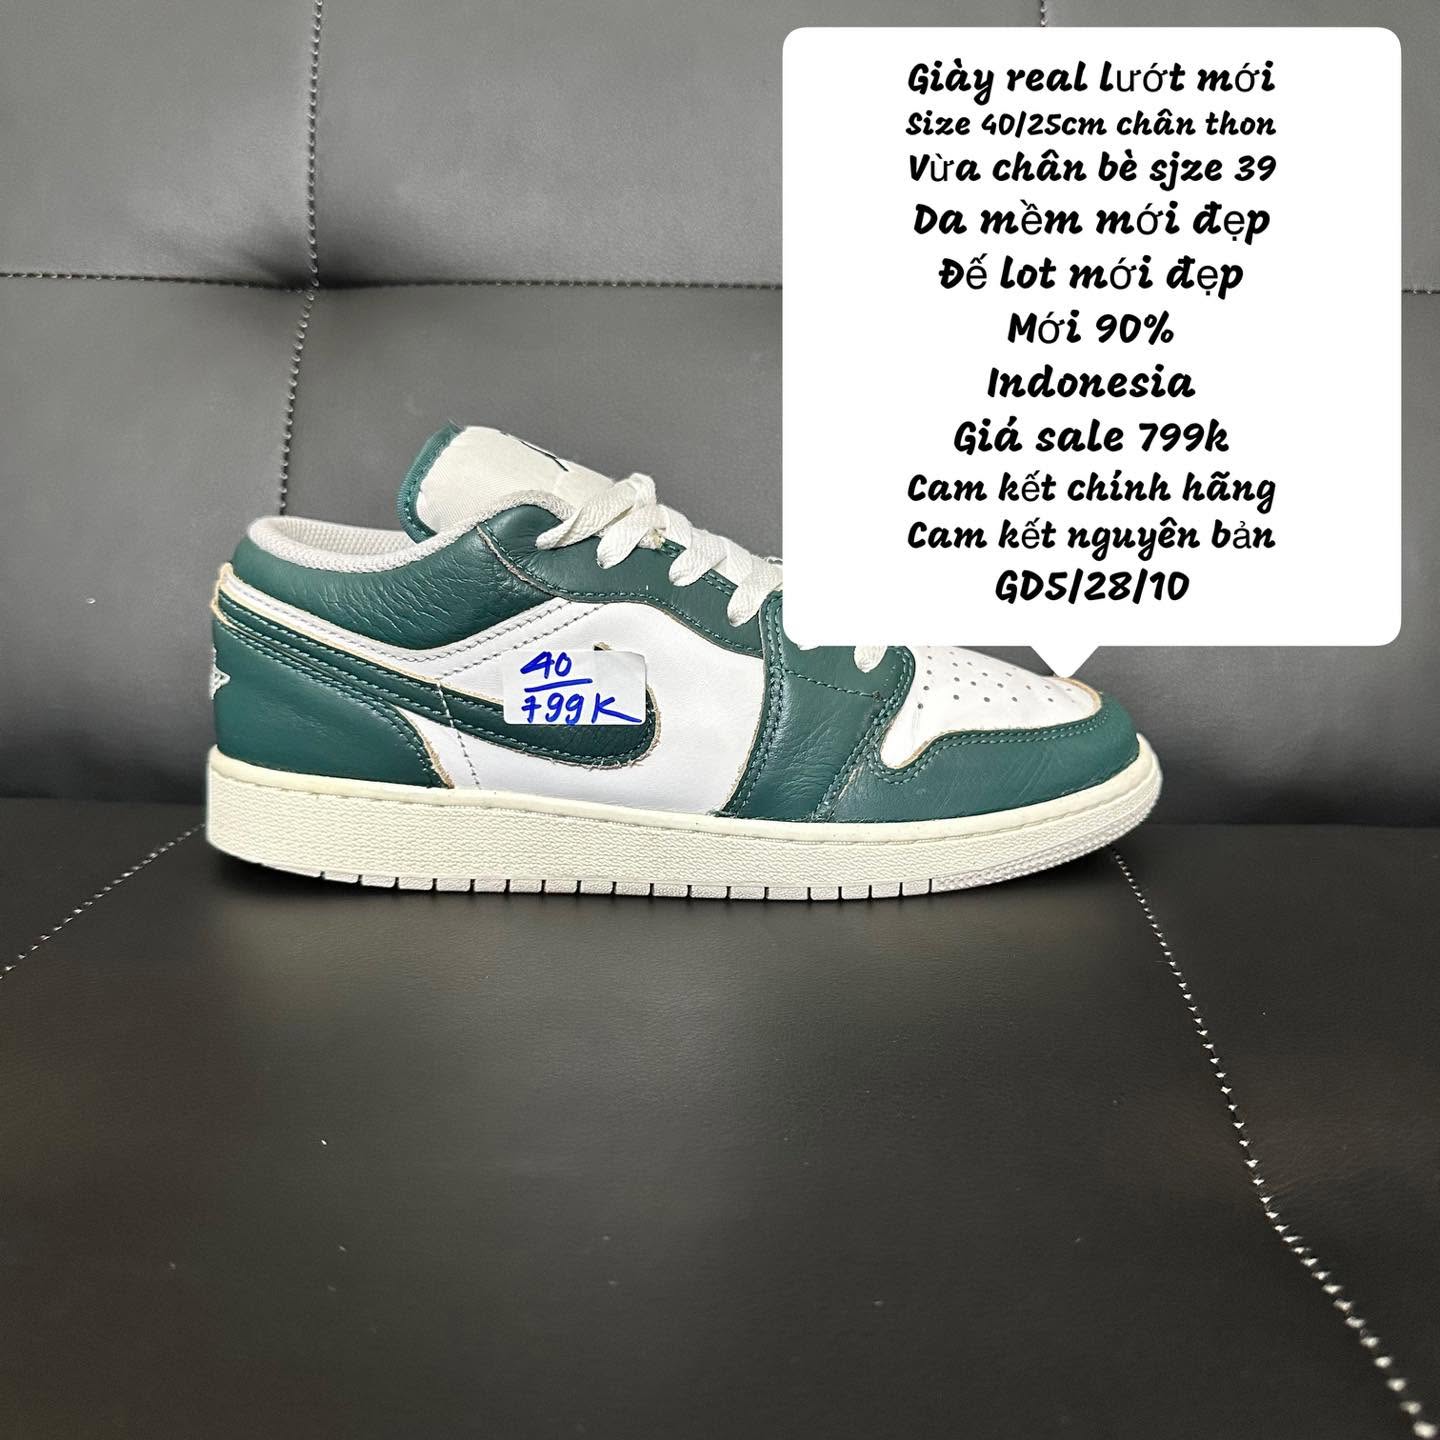 Giày real lướt mới
Size 40/25cm chân thon
Vừa chân bè sjze 39
Da mềm mới đẹp
Đế lot mới đẹp
Mới 90%
Indonesia
Giá sale 799k
Cam kết chính hãng
Cam kết nguyên bản
GD5/28/10
40
799K